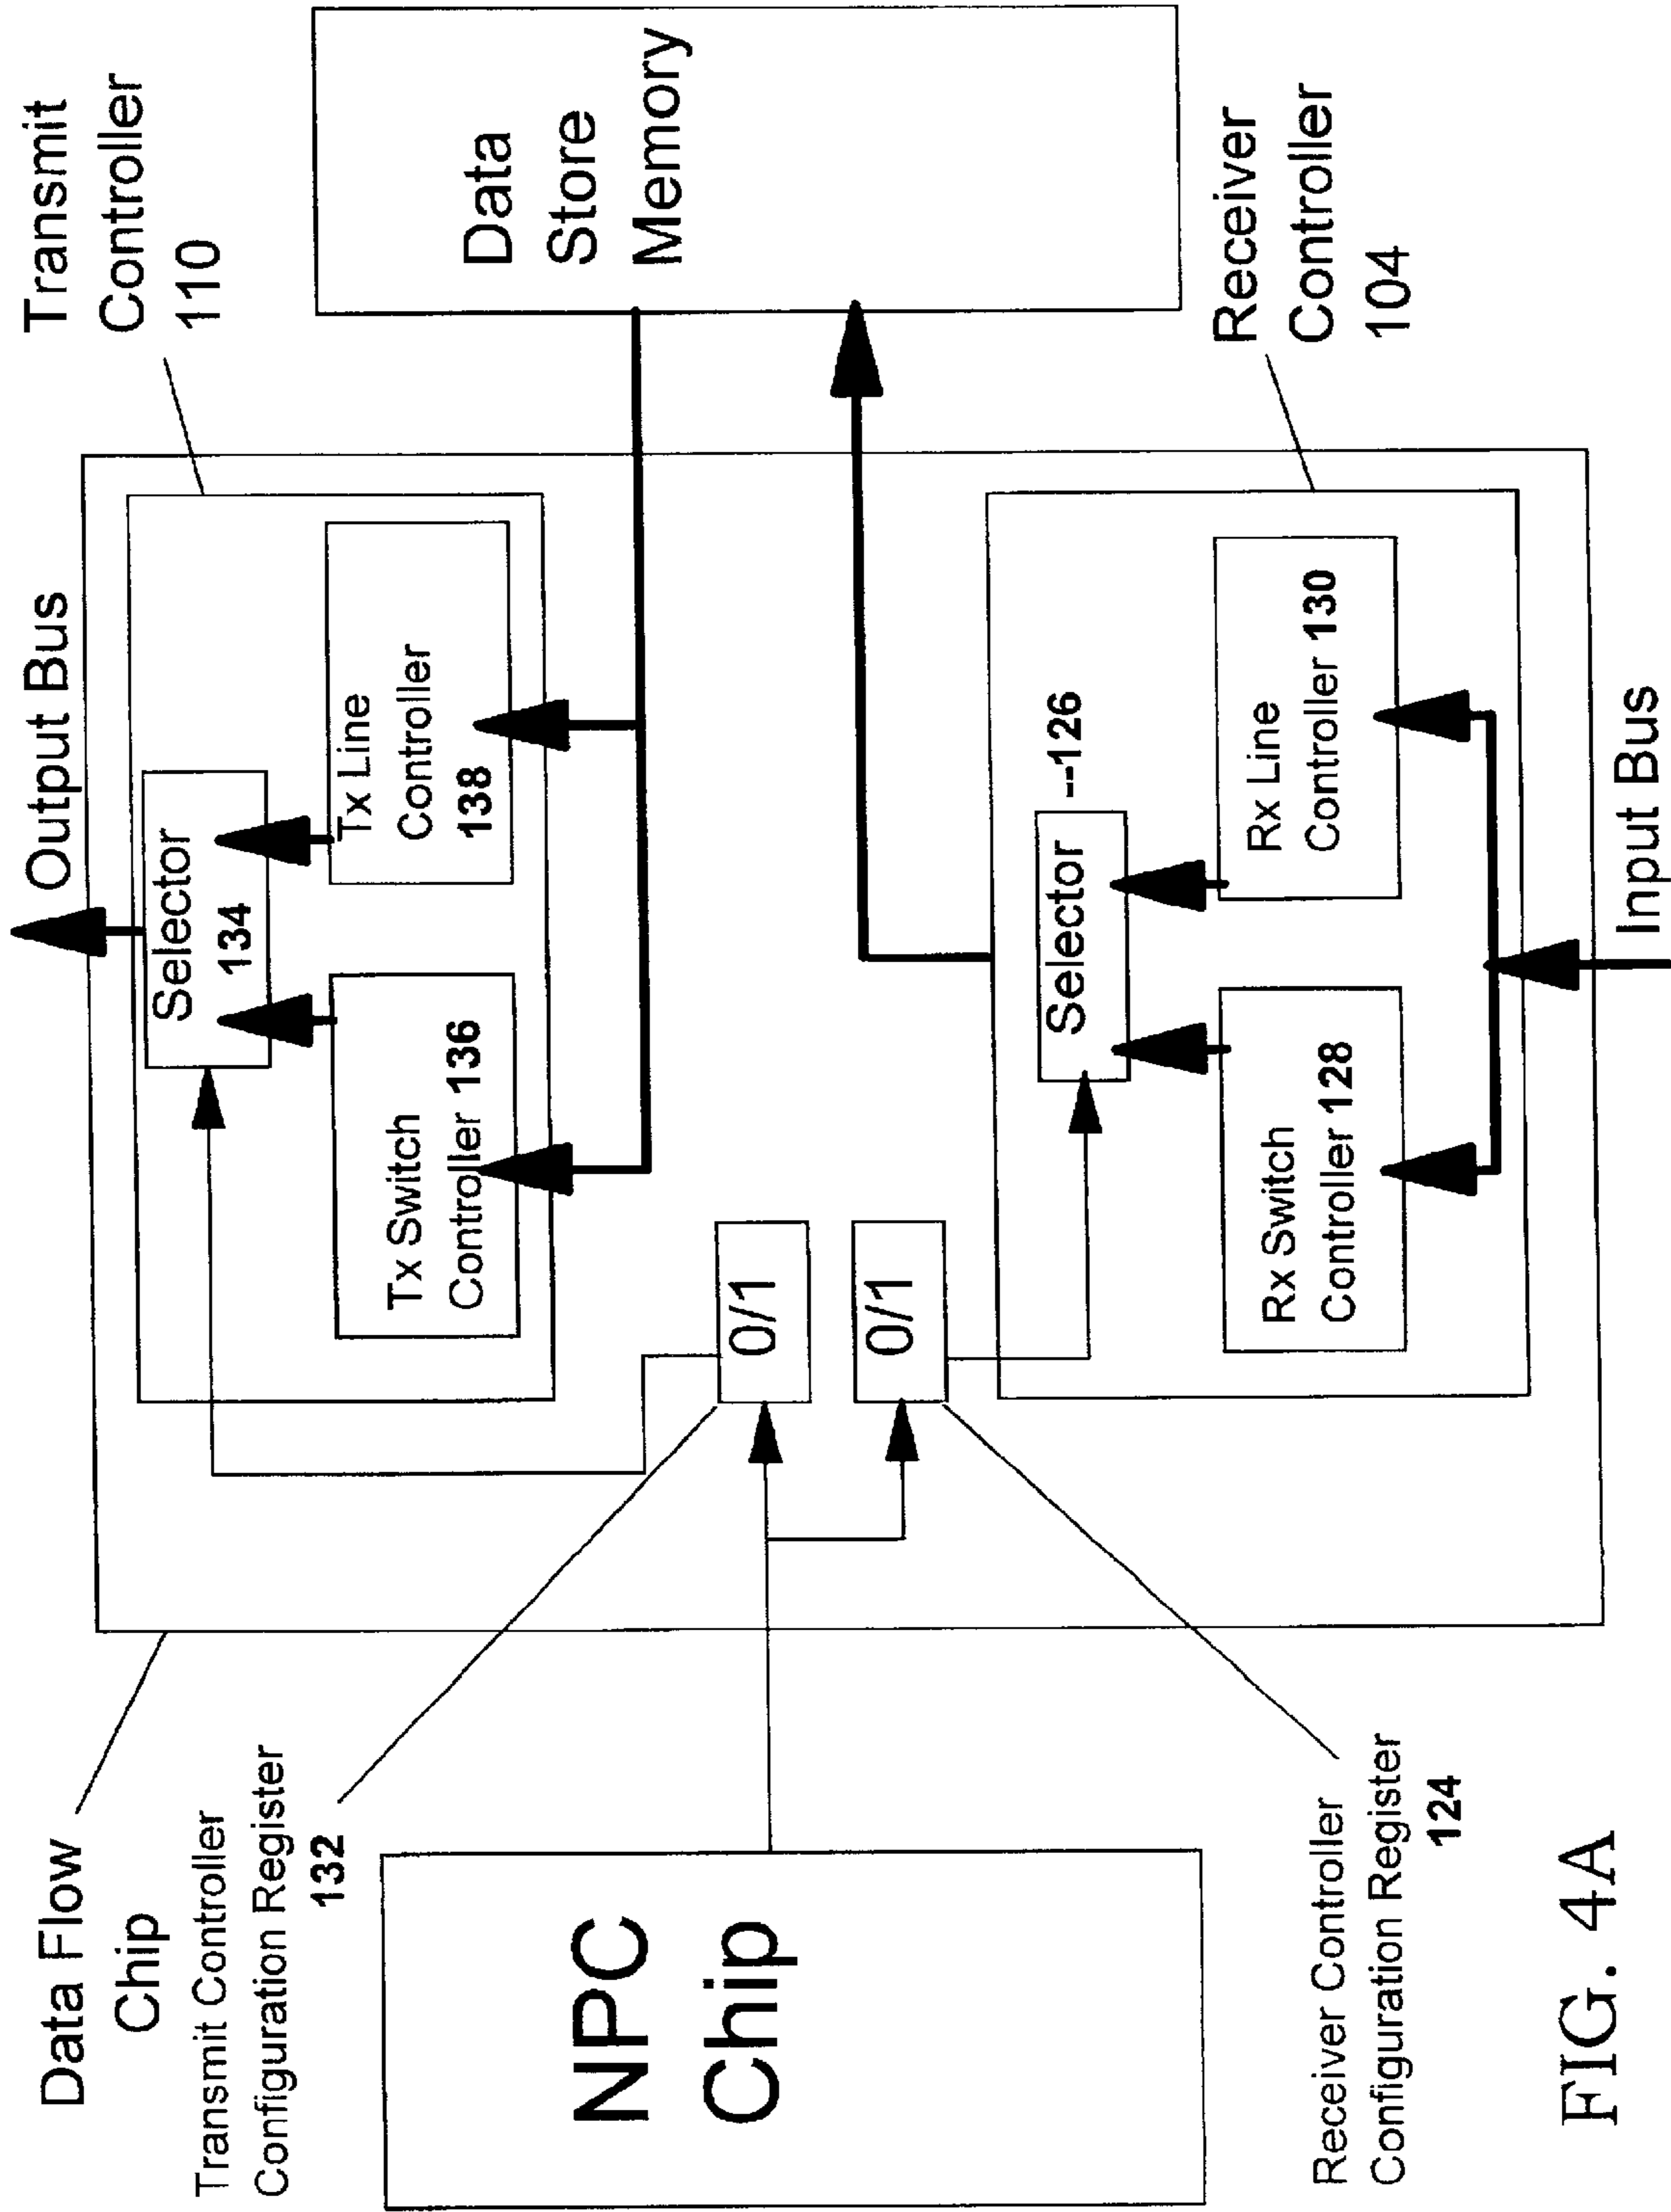 Data Flow
Chip
Transmit Controller
Configuration Register
132
NPC
Chip
Receiver Controller
Configuration Register
124
Output Bus
Transmit
Controller
110
Selector
134
Tx Switch
Controller 136
Tx Line
Controller
138
0/1
0/1
Data
Store
Memory
Selector --126
Rx Switch
Controller 128
Rx Line
Controller 130
Receiver
Controller
104
Input Bus
FIG. 4A